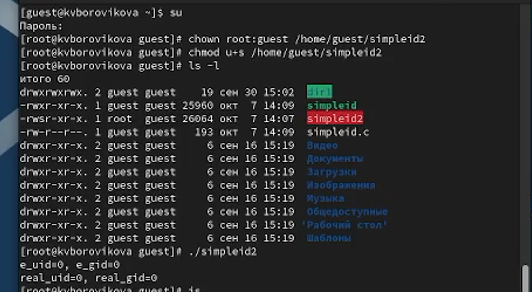 [guest@kvborovikova ~]$ su
Пароль:
[root@kvborovikova guest]# chown root:guest /home/guest/simpleid2
[root@kvborovikova guest]# chmod u+s /home/guest/simpleid2
[root@kvborovikova guest]# ls -l
итого 60
drwxrwxrwx. 2 guest guest 19 сен 30 15:02 dir1
-rwxr-xr-x. 1 guest guest 25960 окт 7 14:09 simpleid
-rwsr-xr-x. 1 root guest 26064 окт 7 14:07 simpleid2
-rw-r--r--. 1 guest guest 193 окт 7 14:09 simpleid.c
drwxr-xr-x. 2 guest guest 6 сен 16 15:19 Видео
drwxr-xr-x. 2 guest guest 6 сен 16 15:19 Документы
drwxr-xr-x. 2 guest guest 6 сен 16 15:19 Загрузки
drwxr-xr-x. 2 guest guest 6 сен 16 15:19 Изображения
drwxr-xr-x. 2 guest guest 6 сен 16 15:19 Музыка
drwxr-xr-x. 2 guest guest 6 сен 16 15:19 Общедоступные
drwxr-xr-x. 2 guest guest 6 сен 16 15:19 'Рабочий стол'
drwxr-xr-x. 2 guest guest 6 сен 16 15:19 Шаблоны
[root@kvborovikova guest]# ./simpleid2
e_uid=0, e_gid=0
real_uid=0, real_gid=0
[root@kvborovikova guest]#